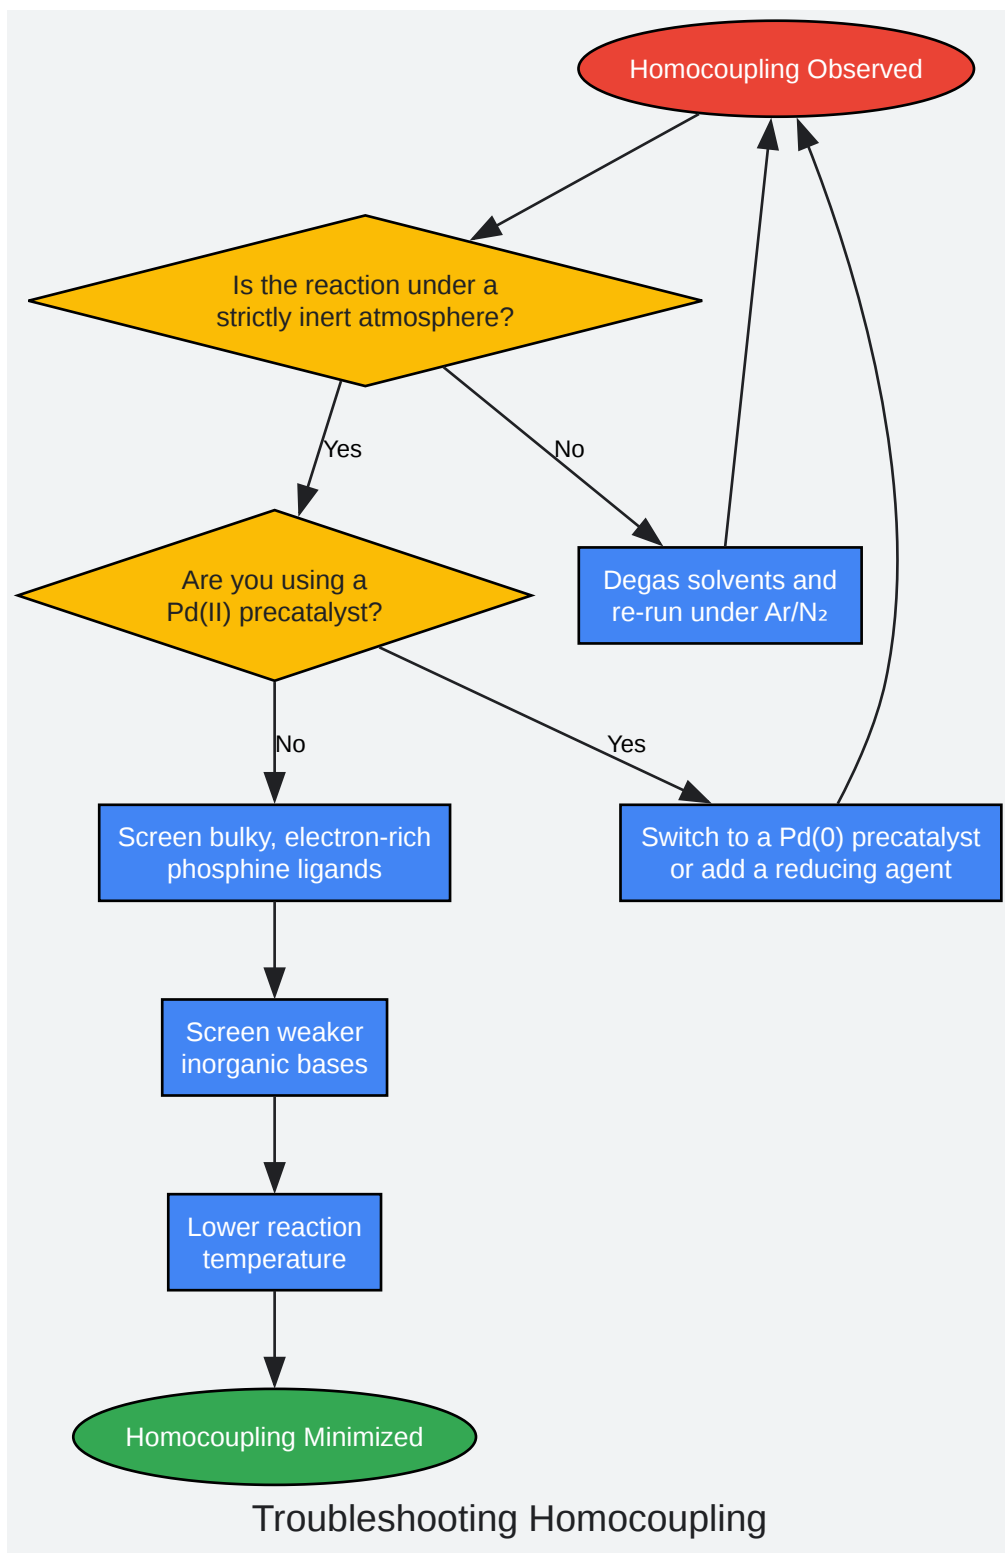 Homocoupling Observed
Is the reaction under a
strictly inert atmosphere?
Yes
No
Are you using a
Pd(II) precatalyst?
Degas solvents and
re-run under Ar/N₂
No
Yes
Screen bulky, electron-rich
phosphine ligands
Switch to a Pd(0) precatalyst
or add a reducing agent
Screen weaker
inorganic bases
Lower reaction
temperature
Homocoupling Minimized
Troubleshooting Homocoupling